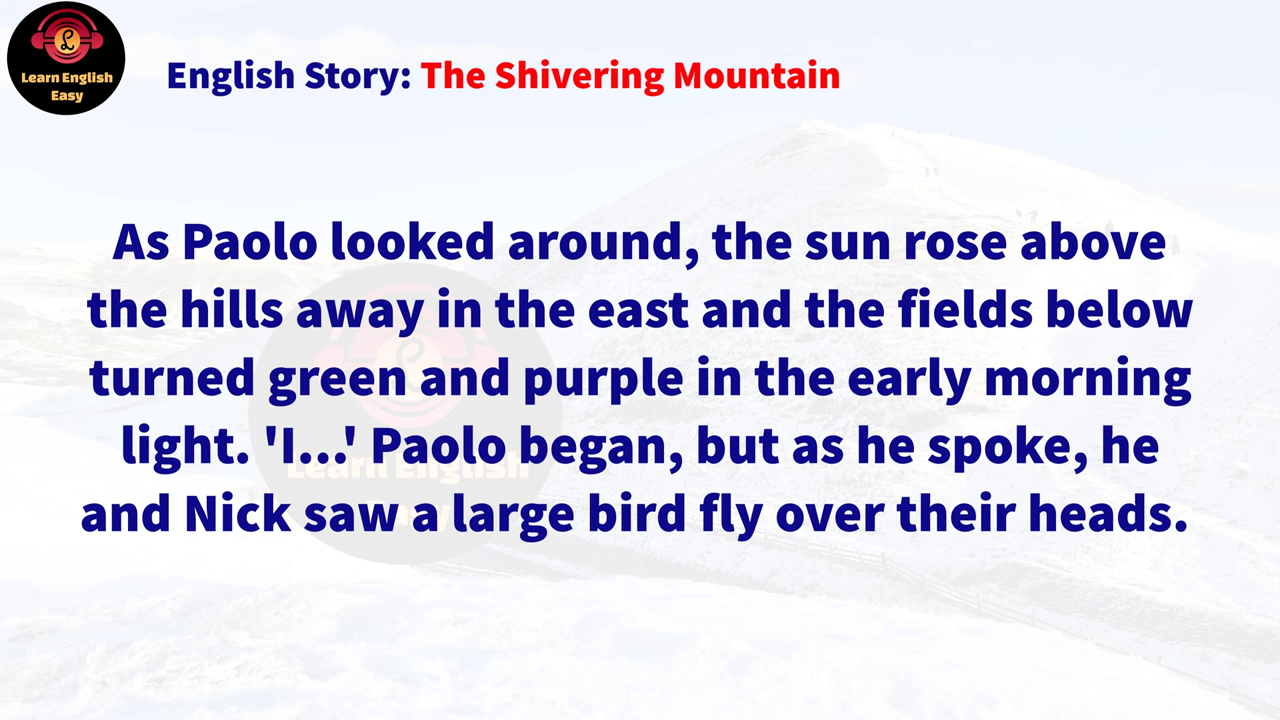 Learn English
Easy
English Story: The Shivering Mountain
As Paolo looked around, the sun rose above
the hills away in the east and the fields below
turned green and purple in the early morning
light. 'I...' Paolo began, but as he spoke, he
and Nick saw a large bird fly over their heads.
Learn English